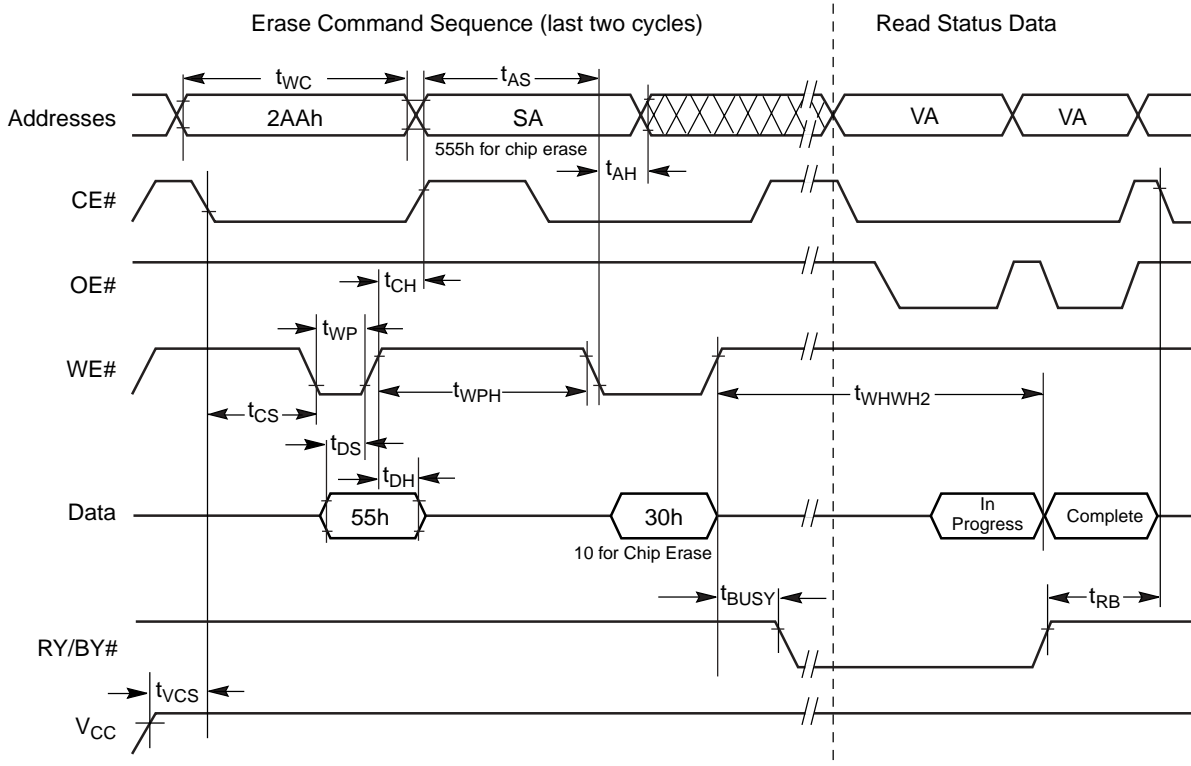 Erase Command Sequence (last two cycles)
Read Status Data
tWC
tAS
Addresses
2AAh
SA
VA
VA
555h for chip erase
tAH
CE#
OE#
tCH
tWP
WE#
tWPH
tWHWH2
tCS
tDS
tDH
Data
55h
30h
In
Progress
Complete
10 for Chip Erase
tBUSY
tRB
RY/BY#
tVCS
VCC